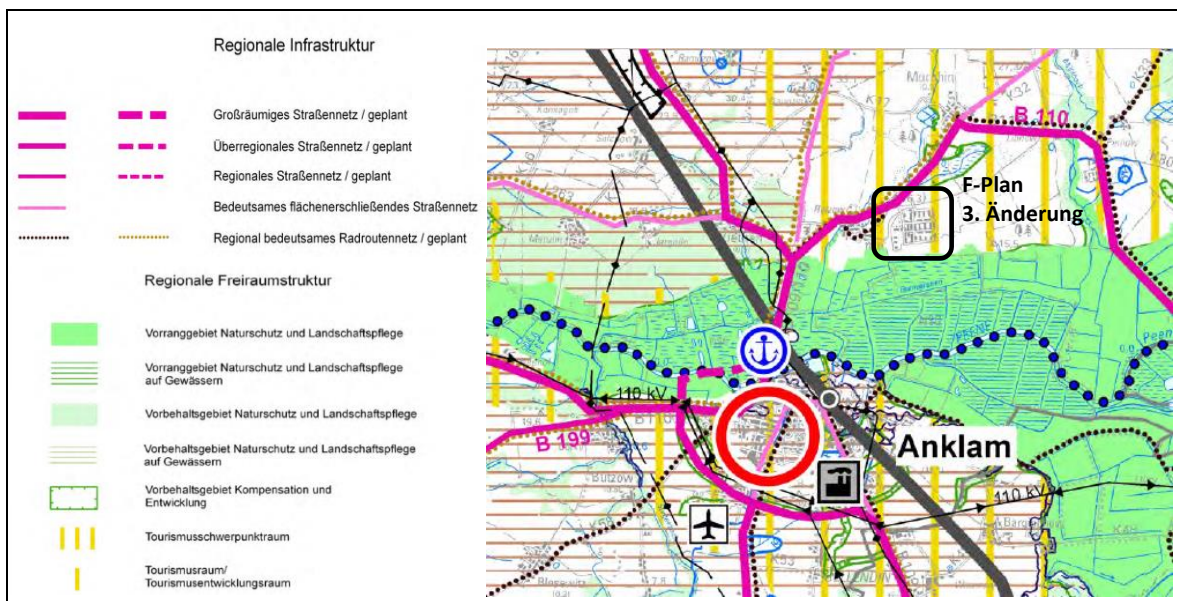 Regionale Infrastruktur
Großräumiges Straßennetz / geplant
Überregionales Straßennetz / geplant
Regionales Straßennetz / geplant
Bedeutsames flächenerschließendes Straßennetz
Regional bedeutsames Radroutennetz / geplant
Regionale Freiraumstruktur
Vorranggebiet Naturschutz und Landschaftspflege
Vorranggebiet Naturschutz und Landschaftspflege
auf Gewässern
Vorbehaltsgebiet Naturschutz und Landschaftspflege
Vorbehaltsgebiet Naturschutz und Landschaftspflege
auf Gewässern
Vorbehaltsgebiet Kompensation und
Entwicklung
Tourismusschwerpunktraum
Tourismusraum/
Tourismusentwicklungsraum
B 110
F-Plan
3. Änderung
110 kV
B 199
Anklam
110 kV